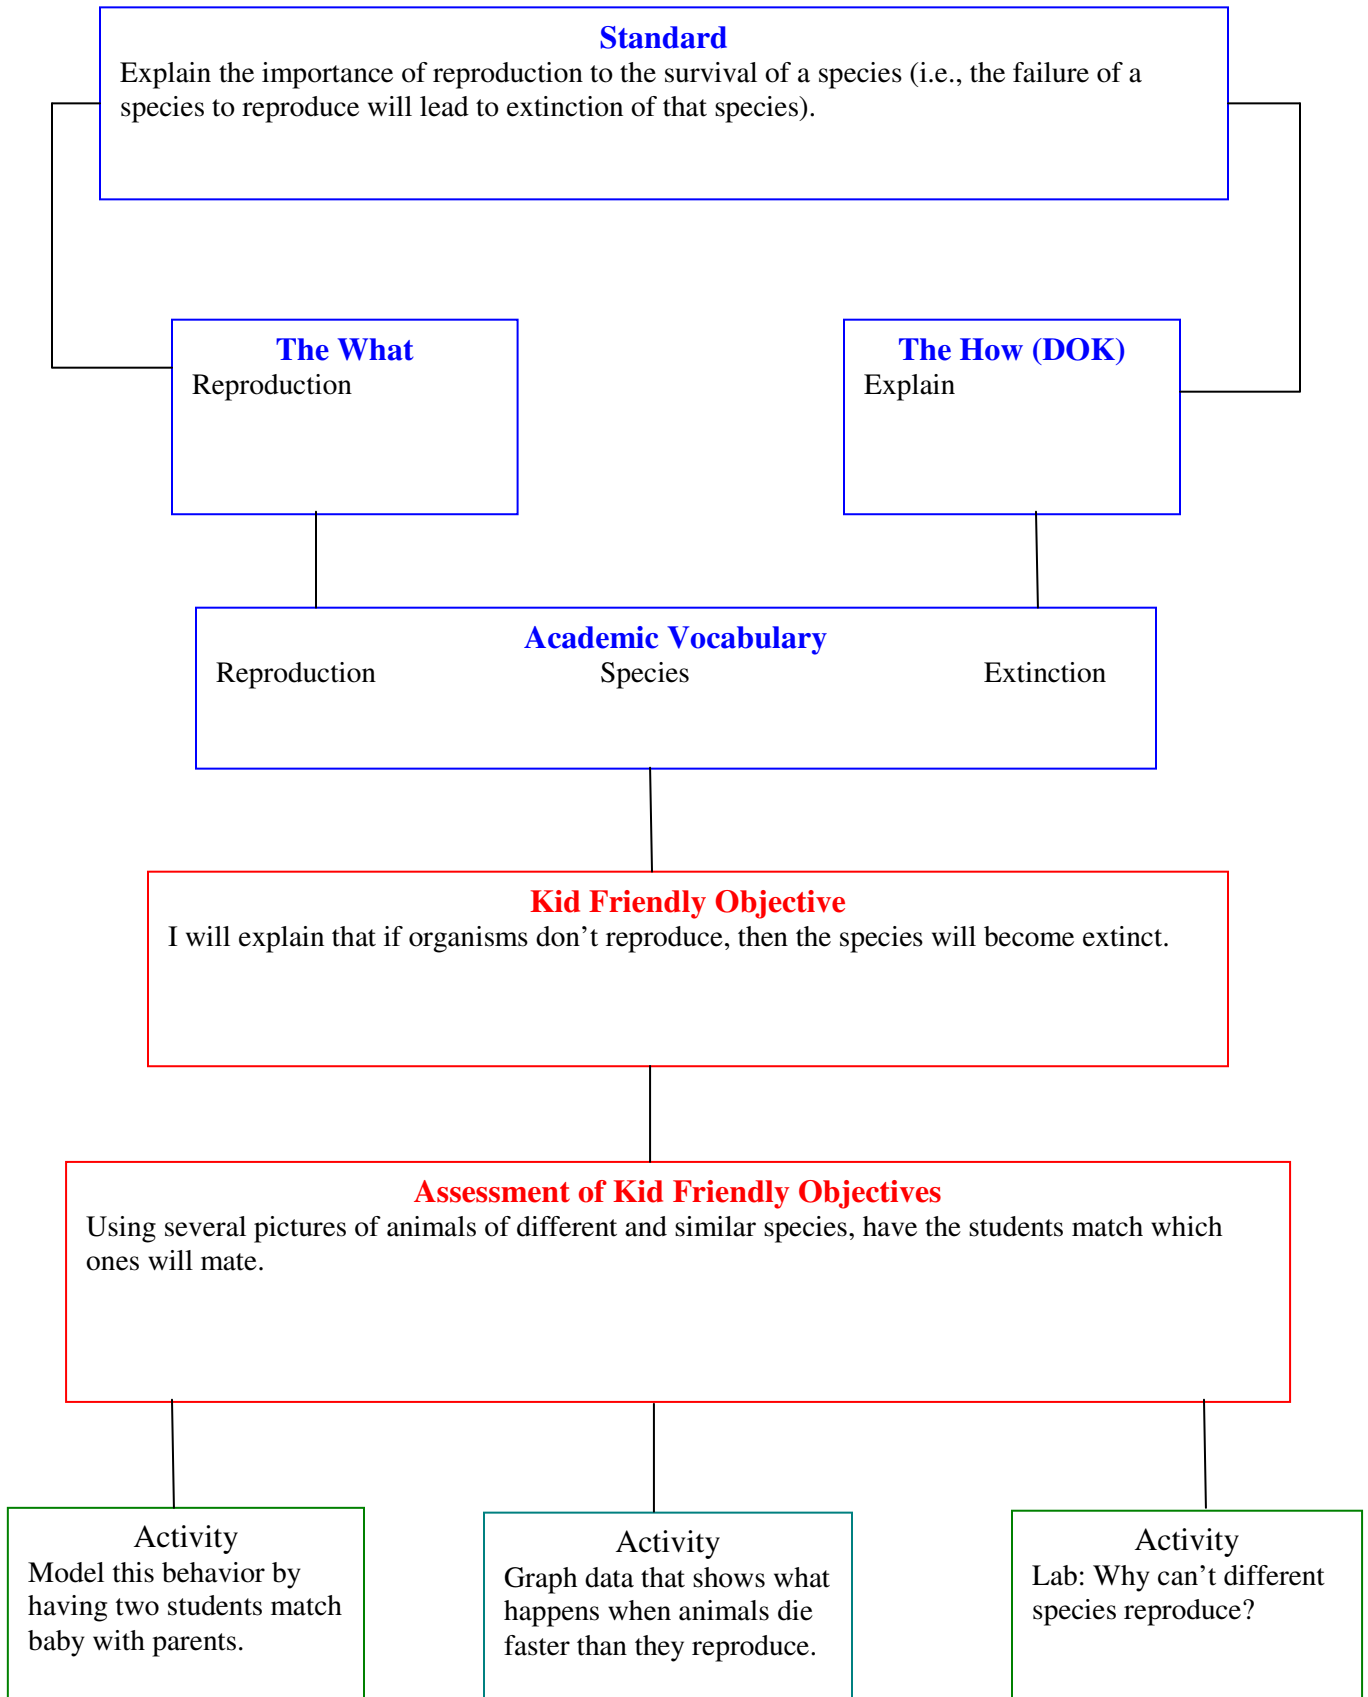 Standard
Explain the importance of reproduction to the survival of a species (i.e., the failure of a
species to reproduce will lead to extinction of that species).
The What
Reproduction
The How (DOK)
Explain
Academic Vocabulary
Reproduction Species Extinction
Kid Friendly Objective
I will explain that if organisms don’t reproduce, then the species will become extinct.
Assessment of Kid Friendly Objectives
Using several pictures of animals of different and similar species, have the students match which
ones will mate.
Activity
Model this behavior by
having two students match
baby with parents.
Activity
Graph data that shows what
happens when animals die
faster than they reproduce.
Activity
Lab: Why can’t different
species reproduce?